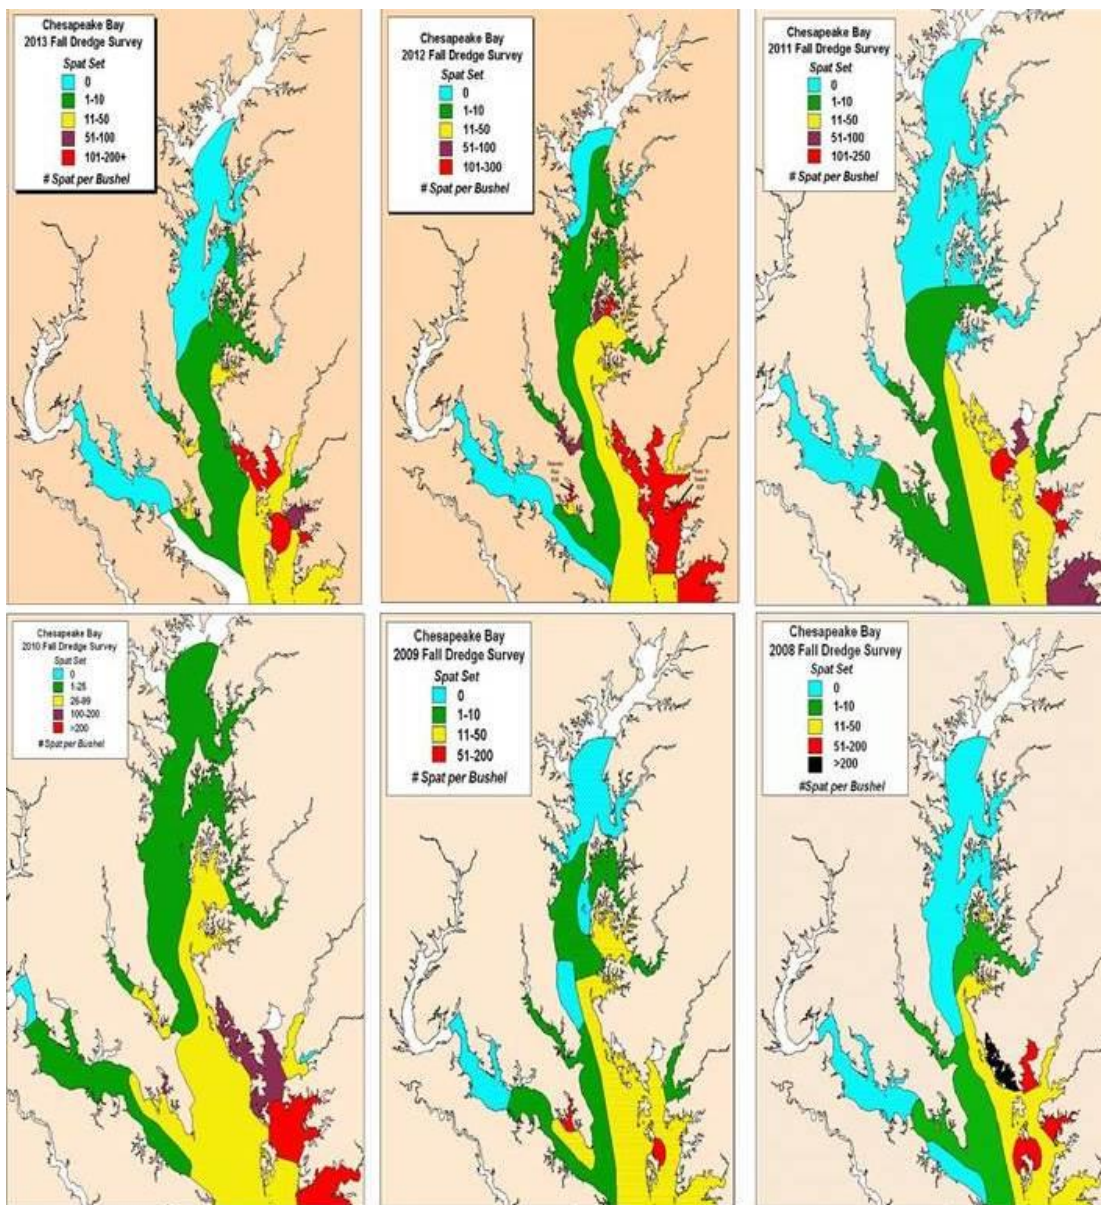 Chesapeake Bay
2013 Fall Dredge Survey
Spat Set
0
1-10
11-50
51-100
101-200+
# Spat per Bushel
Chesapeake Bay
2012 Fall Dredge Survey
Spat Set
0
1-10
11-50
51-100
101-300
# Spat per Bushel
Chesapeake Bay
2011 Fall Dredge Survey
Spat Set
0
1-10
11-50
51-100
101-250
# Spat per Bushel
Chesapeake Bay
2010 Fall Dredge Survey
Spat Set
0
1-25
26-99
100-200
>200
# Spat per Bushel
Chesapeake Bay
2009 Fall Dredge Survey
Spat Set
0
1-10
11-50
51-200
# Spat per Bushel
Chesapeake Bay
2008 Fall Dredge Survey
Spat Set
0
1-10
11-50
51-200
>200
#Spat per Bushel